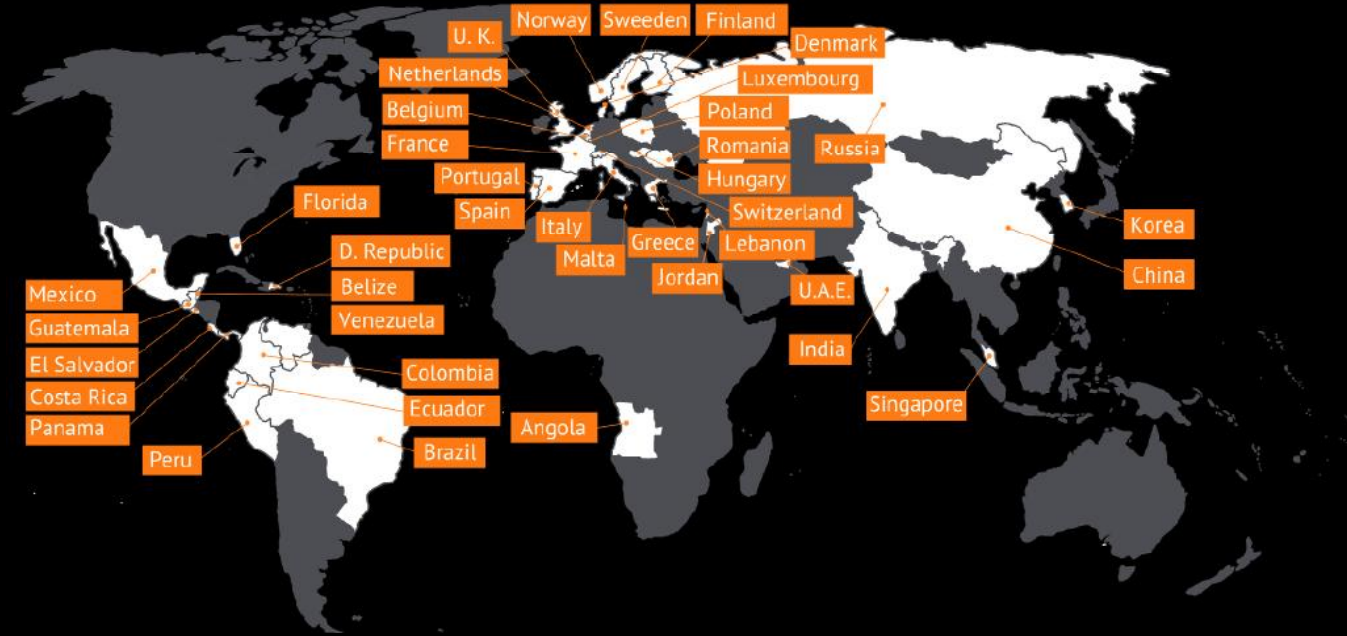 Norway
Sweeden
Finland
U. K.
Denmark
Netherlands
Luxembourg
Belgium
Poland
France
Romania
Russia
Portugal
Hungary
Florida
Spain
Switzerland
Italy
Korea
D. Republic
Greece
Lebanon
Malta
Jordan
China
Mexico
Belize
U.A.E.
Guatemala
Venezuela
India
El Salvador
Colombia
Costa Rica
Ecuador
Singapore
Panama
Angola
Peru
Brazil